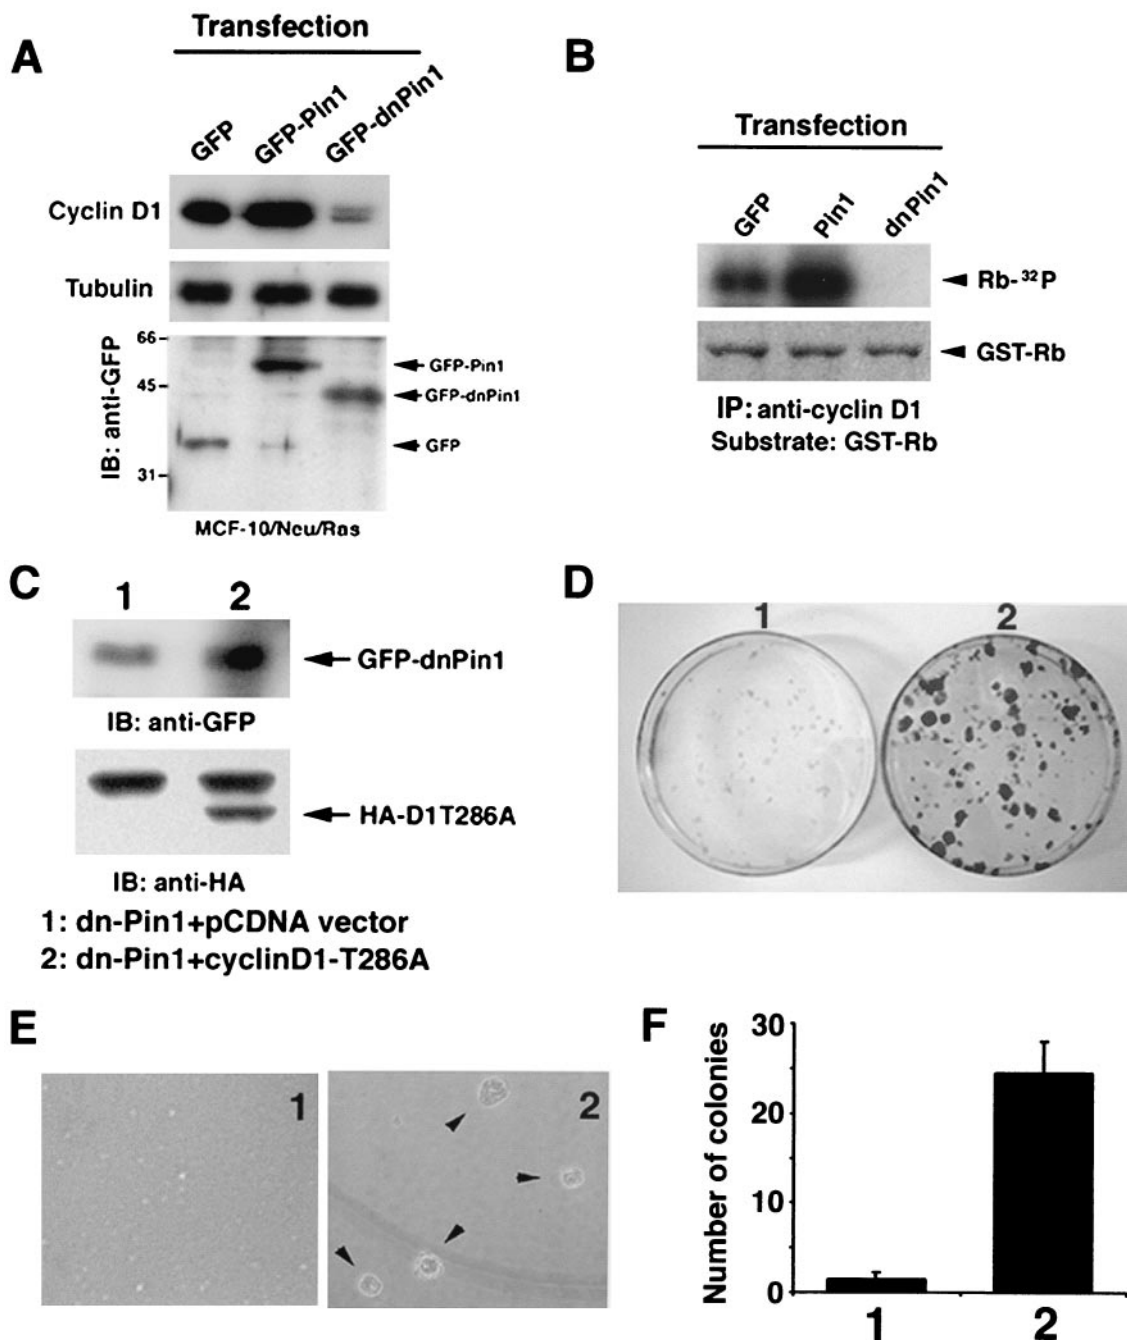 A
Transfection
GFP
GFP-Pin1
GFP-dnPin1
Cyclin D1
Tubulin
IB: anti-GFP
66
45
31
GFP-Pin1
GFP-dnPin1
GFP
MCF-10/Neu/Ras
B
Transfection
GFP
Pin1
dnPin1
Rb-³²P
GST-Rb
IP: anti-cyclin D1
Substrate: GST-Rb
C
1 2
GFP-dnPin1
IB: anti-GFP
HA-D1T286A
IB: anti-HA
1: dn-Pin1+pCDNA vector
2: dn-Pin1+cyclinD1-T286A
D
1 2
E
1
2
F
Number of colonies
30
20
10
0
1 2